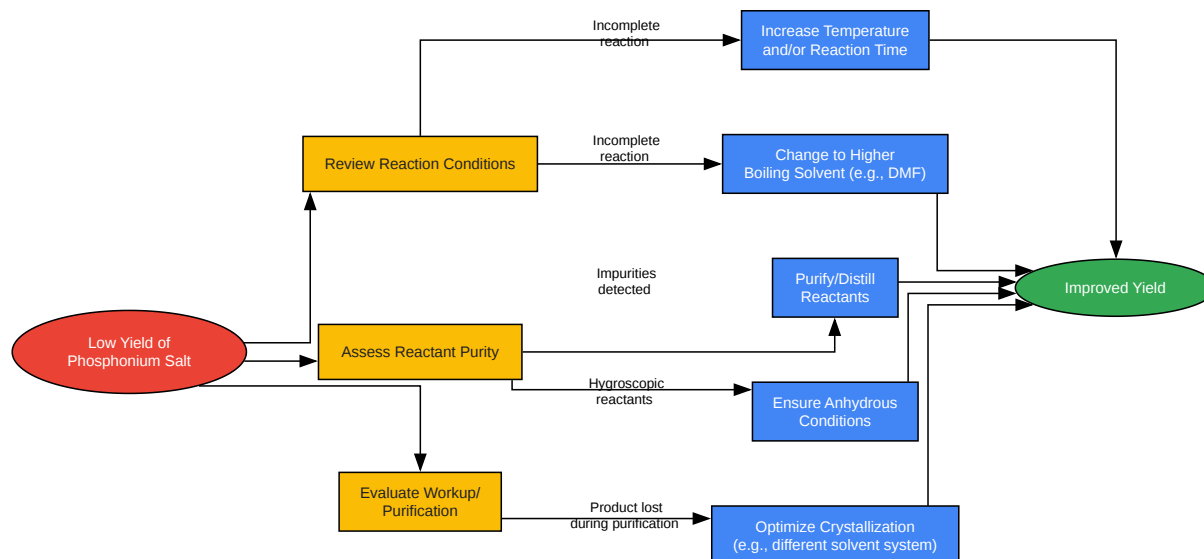 Incomplete
reaction
Increase Temperature
and/or Reaction Time
Review Reaction Conditions
Incomplete
reaction
Change to Higher
Boiling Solvent (e.g., DMF)
Impurities
detected
Purify/Distill
Reactants
Improved Yield
Low Yield of
Phosphonium Salt
Assess Reactant Purity
Hygroscopic
reactants
Ensure Anhydrous
Conditions
Evaluate Workup/
Purification
Product lost
during purification
Optimize Crystallization
(e.g., different solvent system)